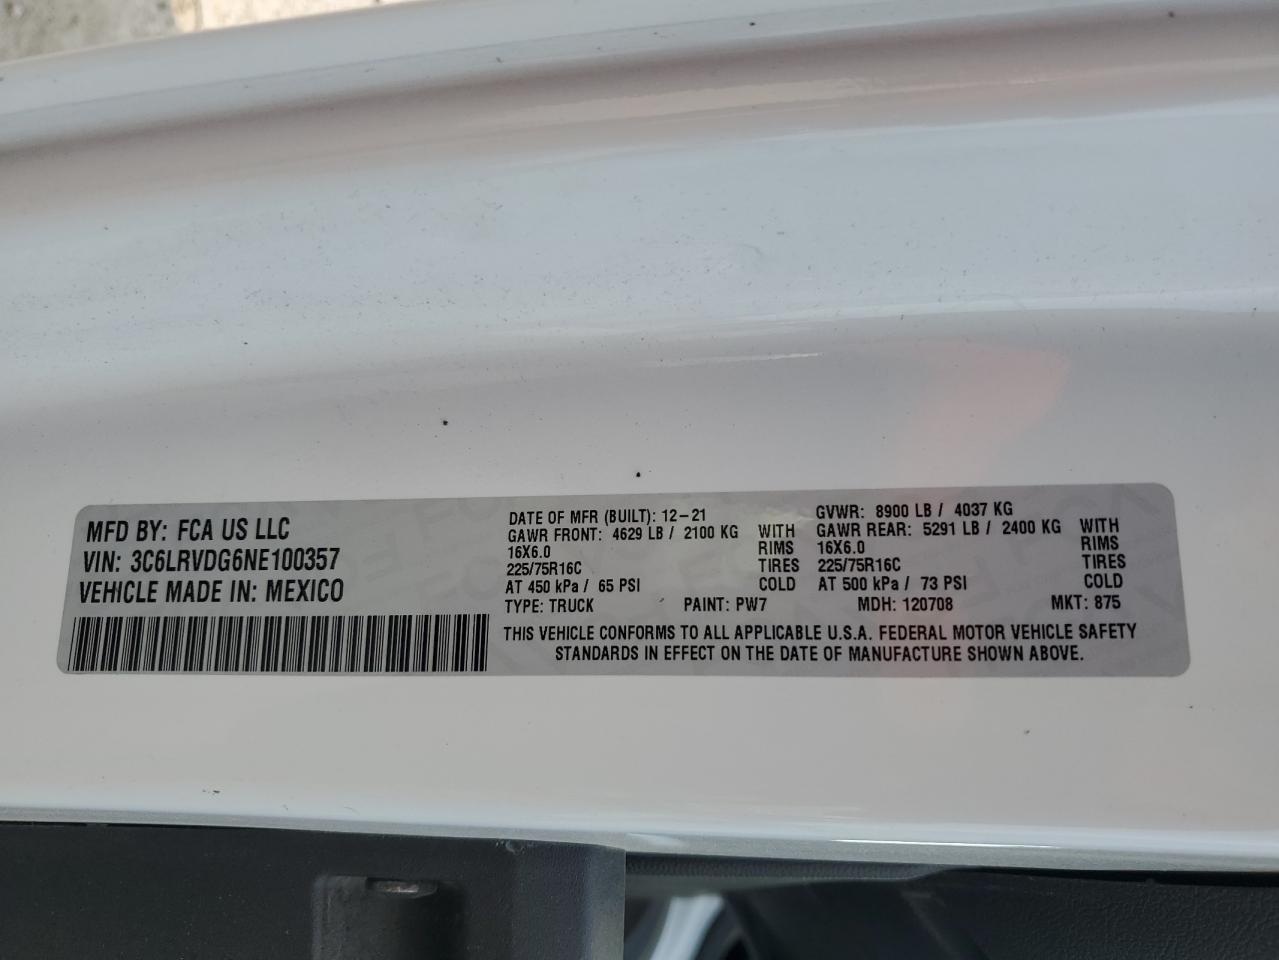 MFD BY: FCA US LLC
VIN: 3C6LRVDG6NE100357
VEHICLE MADE IN: MEXICO
DATE OF MFR (BUILT): 12-21
GAWR FRONT: 4629 LB / 2100 KG WITH
16X6.0 RIMS
225/75R16C TIRES
AT 450 kPa / 65 PSI COLD
GVWR: 8900 LB / 4037 KG
GAWR REAR: 5291 LB / 2400 KG WITH
16X6.0 RIMS
225/75R16C TIRES
AT 500 kPa / 73 PSI COLD
TYPE: TRUCK PAINT: PW7 MDH: 120708 MKT: 875
THIS VEHICLE CONFORMS TO ALL APPLICABLE U.S.A. FEDERAL MOTOR VEHICLE SAFETY
STANDARDS IN EFFECT ON THE DATE OF MANUFACTURE SHOWN ABOVE.